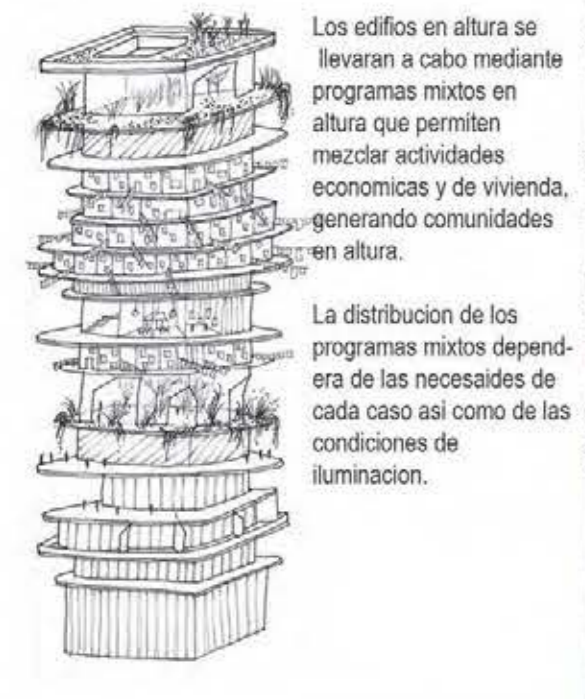 Los edifios en altura se
llevaran a cabo mediante
programas mixtos en
altura que permiten
mezclar actividades
economicas y de vivienda,
generando comunidades
en altura.
La distribucion de los
programas mixtos depend-
era de las necesaides de
cada caso asi como de las
condiciones de
iluminacion.